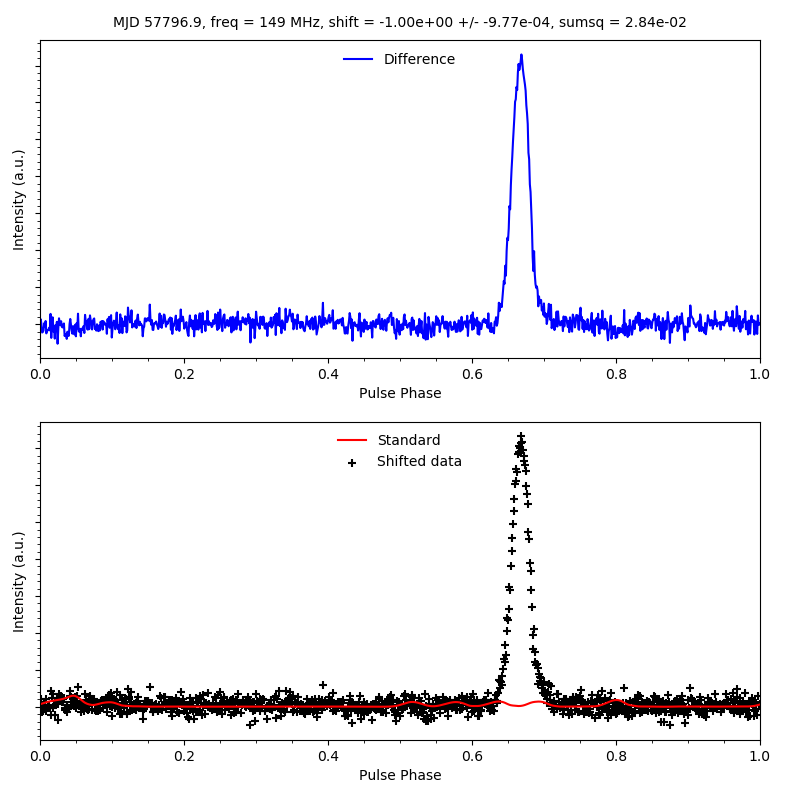 MJD 57796.9, freq = 149 MHz, shift = -1.00e+00 +/- -9.77e-04, sumsq = 2.84e-02
Difference
Intensity (a.u.)
0.0 0.2 0.4 0.6 0.8 1.0
Pulse Phase
Standard
Shifted data
Intensity (a.u.)
0.0 0.2 0.4 0.6 0.8 1.0
Pulse Phase